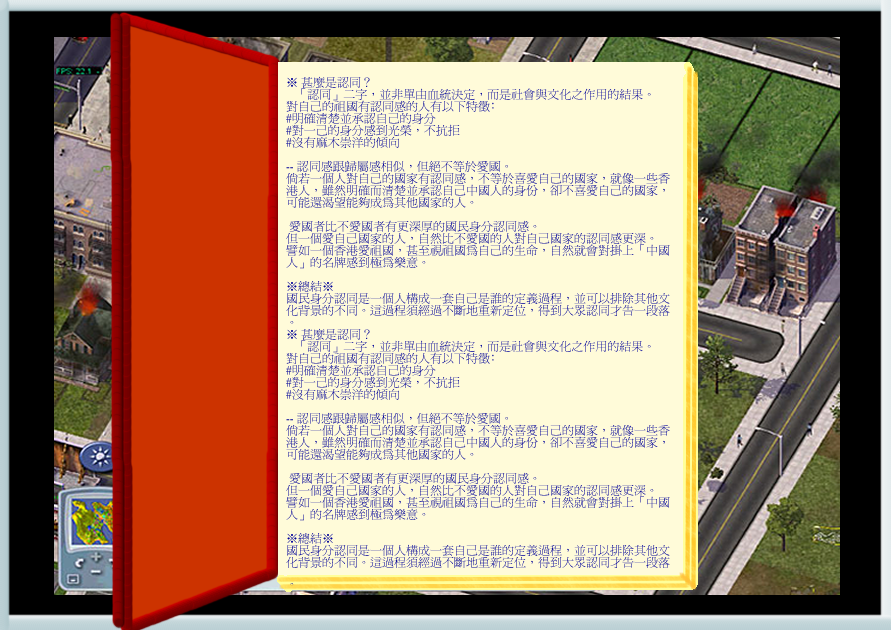 FPS: 22.1
※ 甚麼是認同？
「認同」二字，並非單由血統決定，而是社會與文化之作用的結果。
對自己的祖國有認同感的人有以下特徵：
#明確清楚並承認自己的身分
#對一己的身分感到光榮，不抗拒
#沒有麻木崇洋的傾向
-- 認同感跟歸屬感相似，但絕不等於愛國。
倘若一個人對自己的國家有認同感，不等於喜愛自己的國家，就像一些香
港人，雖然明確而清楚並承認自己中國人的身份，卻不喜愛自己的國家，
可能還渴望能夠成爲其他國家的人。
愛國者比不愛國者有更深厚的國民身分認同感。
但一個愛自己國家的人，自然比不愛國的人對自己國家的認同感更深。
譬如一個香港愛祖國，甚至視祖國爲自己的生命，自然就會對掛上「中國
人」的名牌感到極爲樂意。
※總結※
國民身分認同是一個人構成一套自己是誰的定義過程，並可以排除其他文
化背景的不同。這過程須經過不斷地重新定位，得到大眾認同才告一段落
。
※ 甚麼是認同？
「認同」二字，並非單由血統決定，而是社會與文化之作用的結果。
對自己的祖國有認同感的人有以下特徵：
#明確清楚並承認自己的身分
#對一己的身分感到光榮，不抗拒
#沒有麻木崇洋的傾向
-- 認同感跟歸屬感相似，但絕不等於愛國。
倘若一個人對自己的國家有認同感，不等於喜愛自己的國家，就像一些香
港人，雖然明確而清楚並承認自己中國人的身份，卻不喜愛自己的國家，
可能還渴望能夠成爲其他國家的人。
愛國者比不愛國者有更深厚的國民身分認同感。
但一個愛自己國家的人，自然比不愛國的人對自己國家的認同感更深。
譬如一個香港愛祖國，甚至視祖國爲自己的生命，自然就會對掛上「中國
人」的名牌感到極爲樂意。
※總結※
國民身分認同是一個人構成一套自己是誰的定義過程，並可以排除其他文
化背景的不同。這過程須經過不斷地重新定位，得到大眾認同才告一段落
。